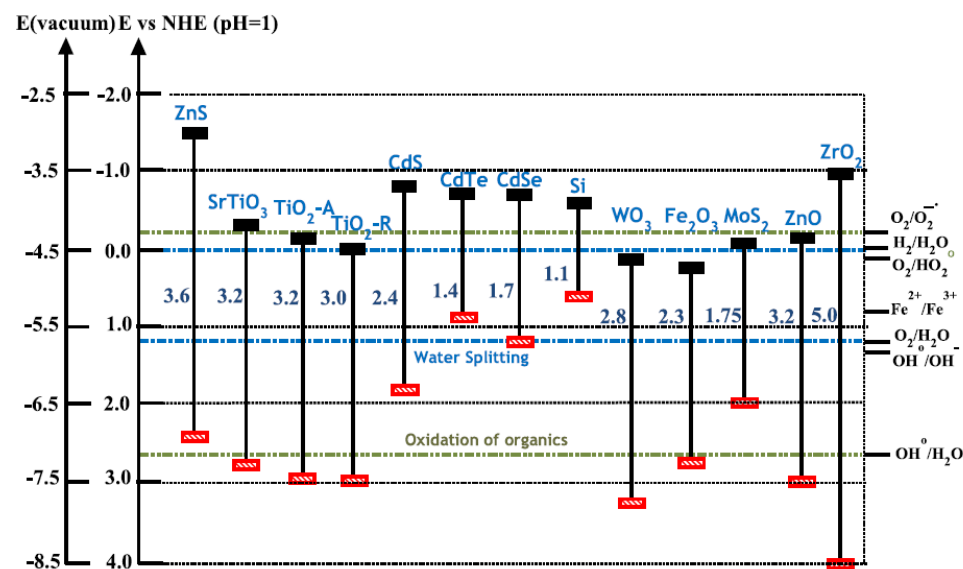 E(vacuum) E vs NHE (pH=1)
-2.5 -2.0
ZnS
-3.5 -1.0
CdS
CdTe
CdSe
Si
ZrO₂
SrTiO₃
TiO₂-A
TiO₂-R
WO₃
Fe₂O₃
MoS₂
ZnO
O₂/O₂⁻·
H₂/H₂O
-4.5 0.0
O₂/HO₂°
3.6
3.2
3.2
3.0
2.4
1.4
1.7
1.1
2.8
2.3
1.75
3.2
5.0
Fe²⁺/Fe³⁺
-5.5 1.0
O₂/H₂O
Water Splitting
OH°/OH⁻
-6.5 2.0
Oxidation of organics
OH°/H₂O
-7.5 3.0
-8.5 4.0